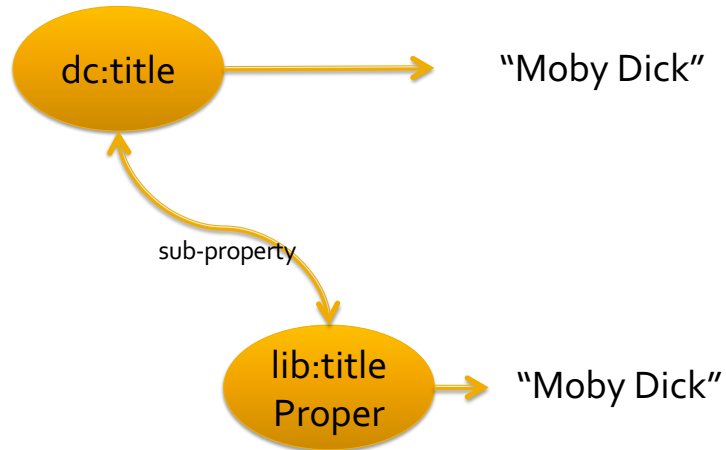 dc:title
“Moby Dick”
sub-property
lib:title
Proper
“Moby Dick”